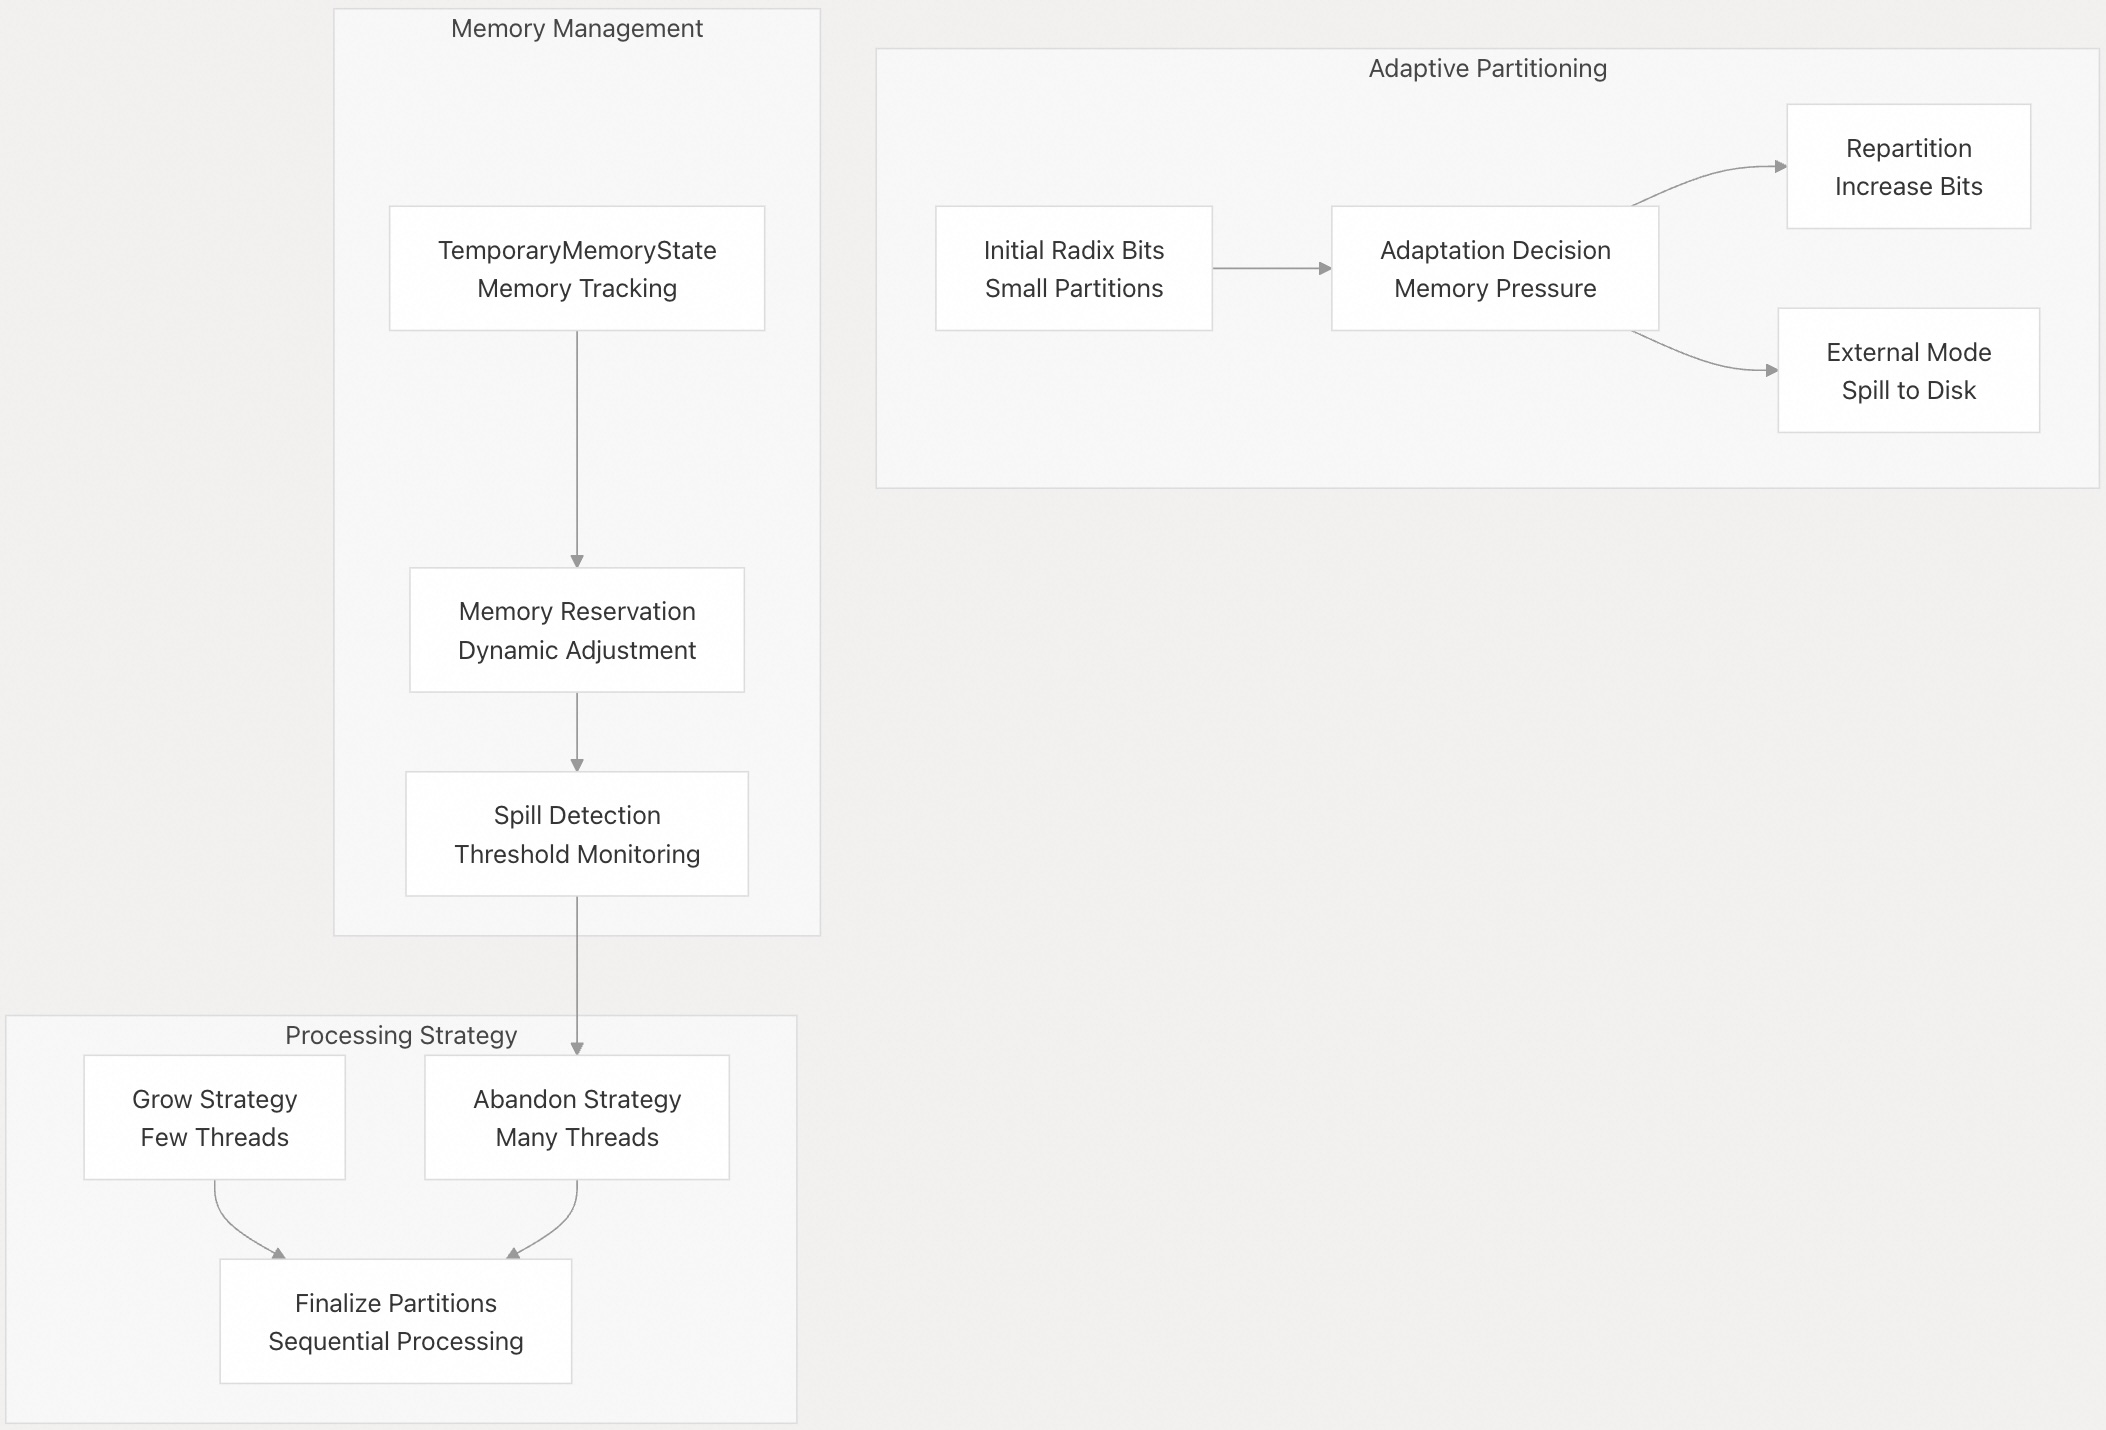 Memory Management
TemporaryMemoryState
Memory Tracking
Memory Reservation
Dynamic Adjustment
Spill Detection
Threshold Monitoring
Adaptive Partitioning
Initial Radix Bits
Small Partitions
Adaptation Decision
Memory Pressure
Repartition
Increase Bits
External Mode
Spill to Disk
Processing Strategy
Grow Strategy
Few Threads
Abandon Strategy
Many Threads
Finalize Partitions
Sequential Processing